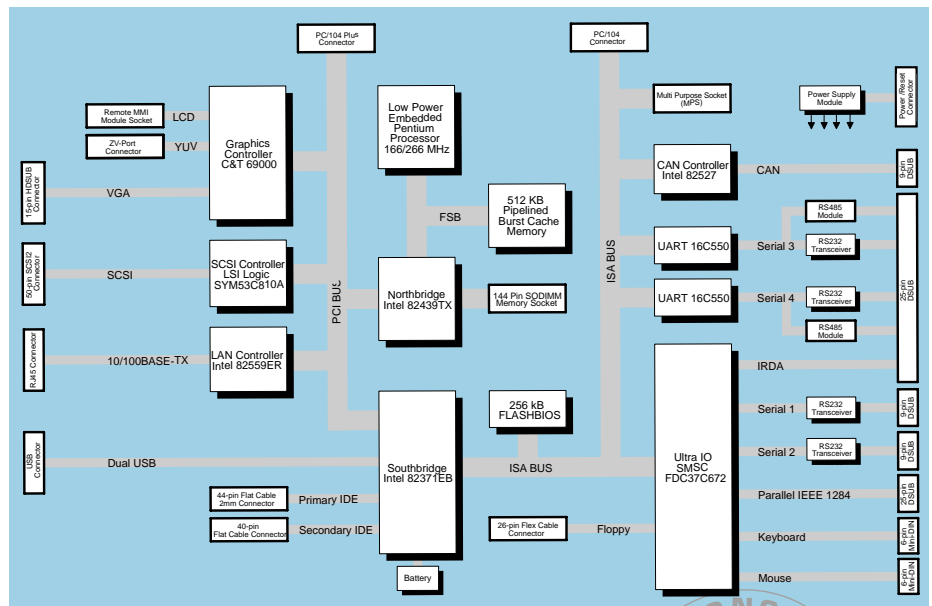 PC/104 Plus
Connector
PC/104
Connector
Remote MMI
Module Socket
LCD
ZV-Port
Connector
YUV
Graphics
Controller
C&T 69000
15-pin HDSUB
Connector
VGA
Low Power
Embedded
Pentium
Processor
166/266 MHz
FSB
512 KB
Pipelined
Burst Cache
Memory
50-pin SCSI2
Connector
SCSI
SCSI Controller
LSI Logic
SYM53C810A
PCI BUS
Northbridge
Intel 82439TX
144 Pin SODIMM
Memory Socket
RJ45 Connector
10/100BASE-TX
LAN Controller
Intel 82559ER
256 kB
FLASHBIOS
USB
Connector
Dual USB
Southbridge
Intel 82371EB
ISA BUS
44-pin Flat Cable
2mm Connector
Primary IDE
40-pin
Flat Cable Connector
Secondary IDE
Battery
26-pin Flex Cable
Connector
Floppy
ISA BUS
Multi Purpose Socket
(MPS)
Power Supply
Module
Power /Reset
Connector
CAN Controller
Intel 82527
CAN
9-pin
DSUB
RS485
Module
UART 16C550
Serial 3
RS232
Transceiver
UART 16C550
Serial 4
RS232
Transceiver
RS485
Module
25-pin
DSUB
IRDA
Ultra IO
SMSC
FDC37C672
Serial 1
RS232
Transceiver
9-pin
DSUB
Serial 2
RS232
Transceiver
9-pin
DSUB
Parallel IEEE 1284
25-pin
DSUB
Keyboard
6-pin
Mini-DIN
Mouse
6-pin
Mini-DIN